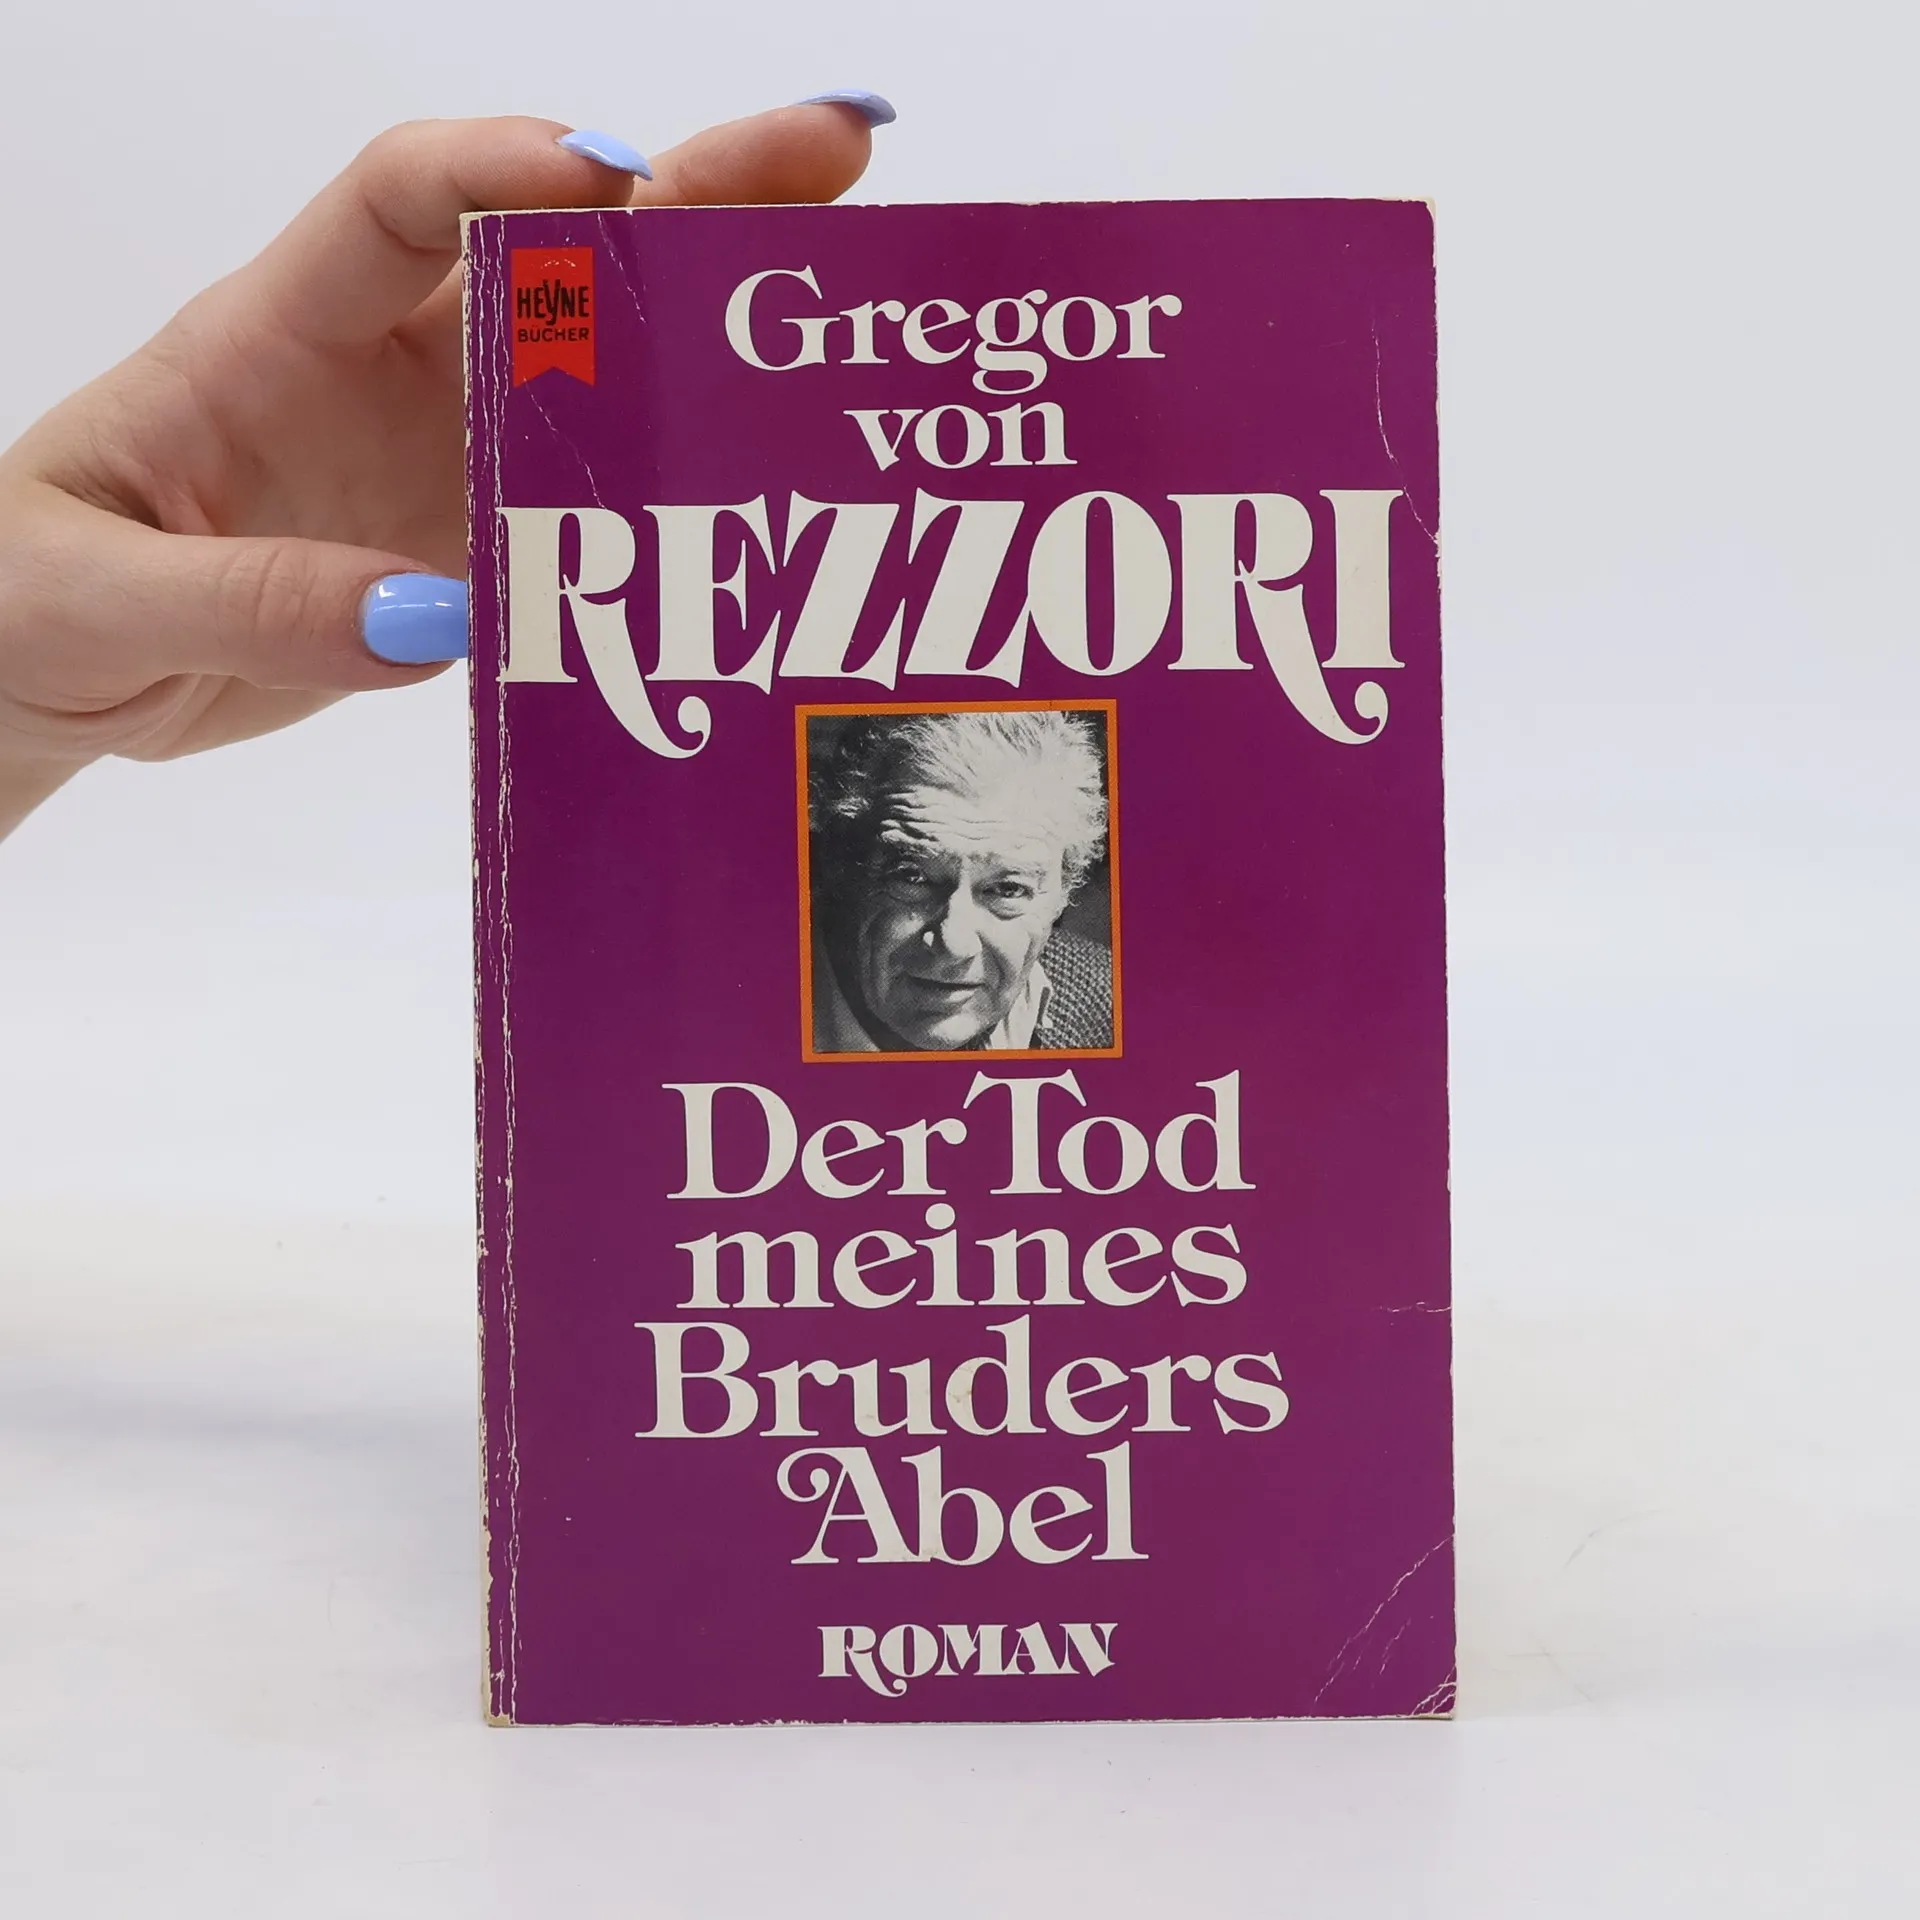 HEYNE
BÜCHER
Gregor
von
REZZORI
Der Tod
meines
Bruders
Abel
ROMAN